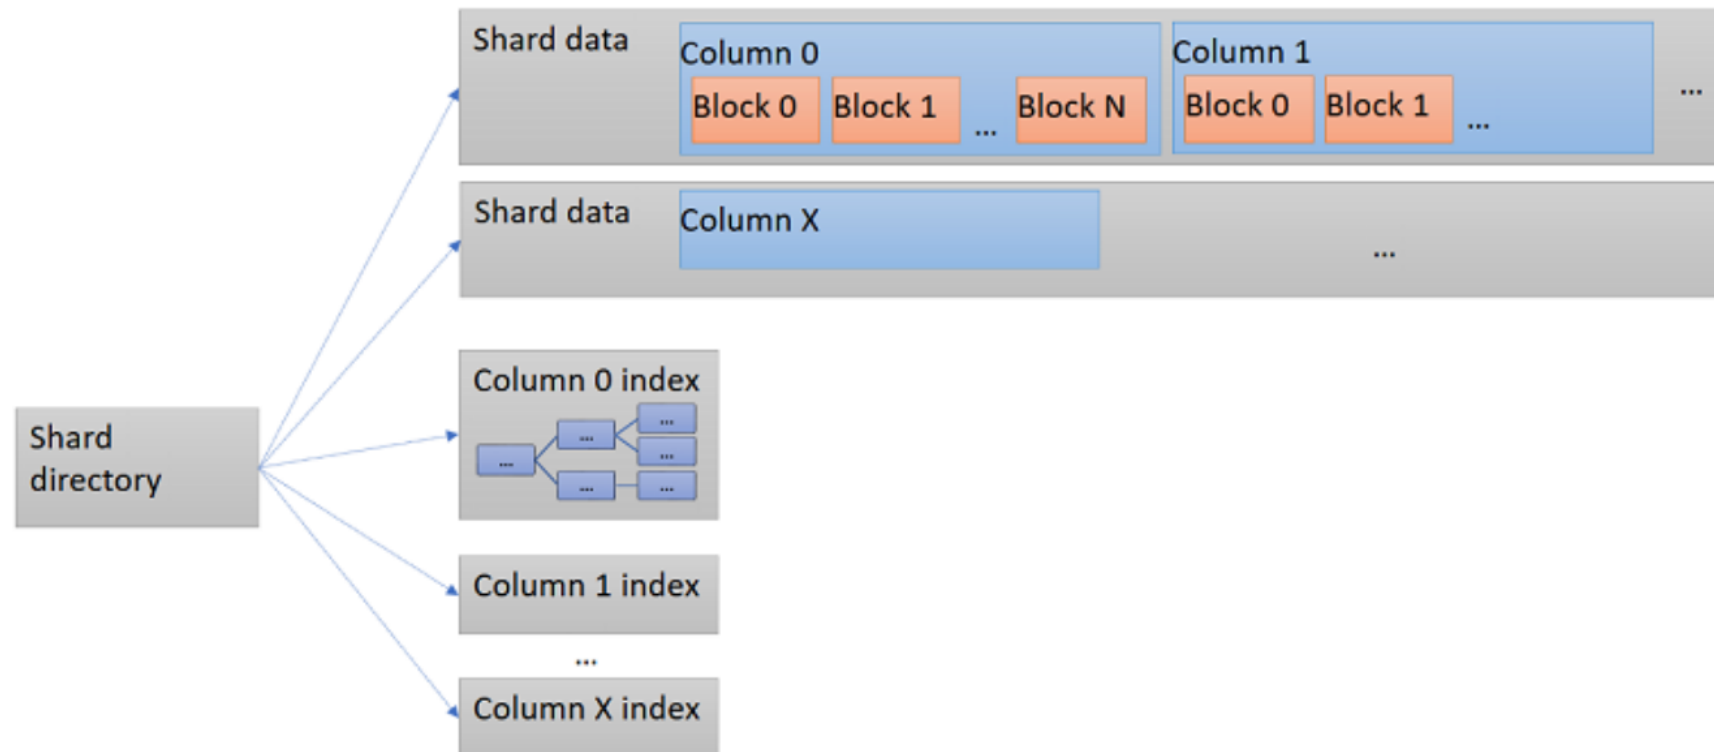 Shard data
Column 0
Block 0 Block 1 ... Block N
Column 1
Block 0 Block 1 ...
...
Shard data
Column X
...
Shard
directory
Column 0 index
...
...
...
...
...
...
Column 1 index
...
Column X index